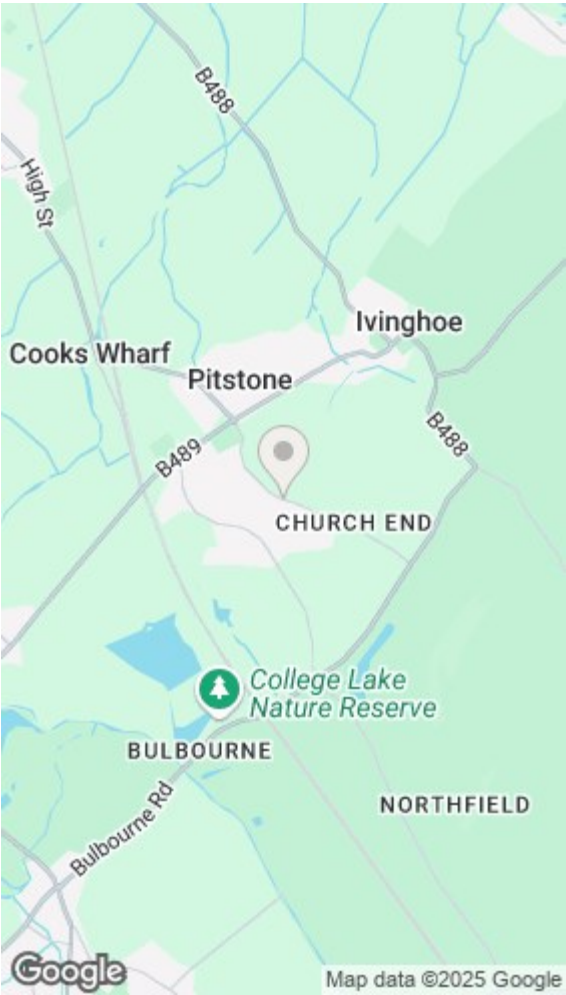 B488
High St
Ivinghoe
Cooks Wharf
Pitstone
B489
B488
CHURCH END
College Lake
Nature Reserve
BULBOURNE
NORTHFIELD
Bulbourne Rd
Google
Map data ©2025 Google